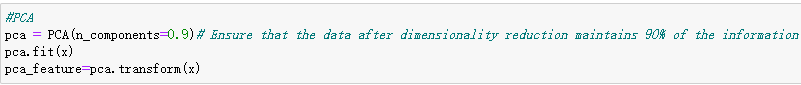 #PCA
pca = PCA(n_components=0.9)# Ensure that the data after dimensionality reduction maintains 90% of the information
pca.fit(x)
pca_feature=pca.transform(x)